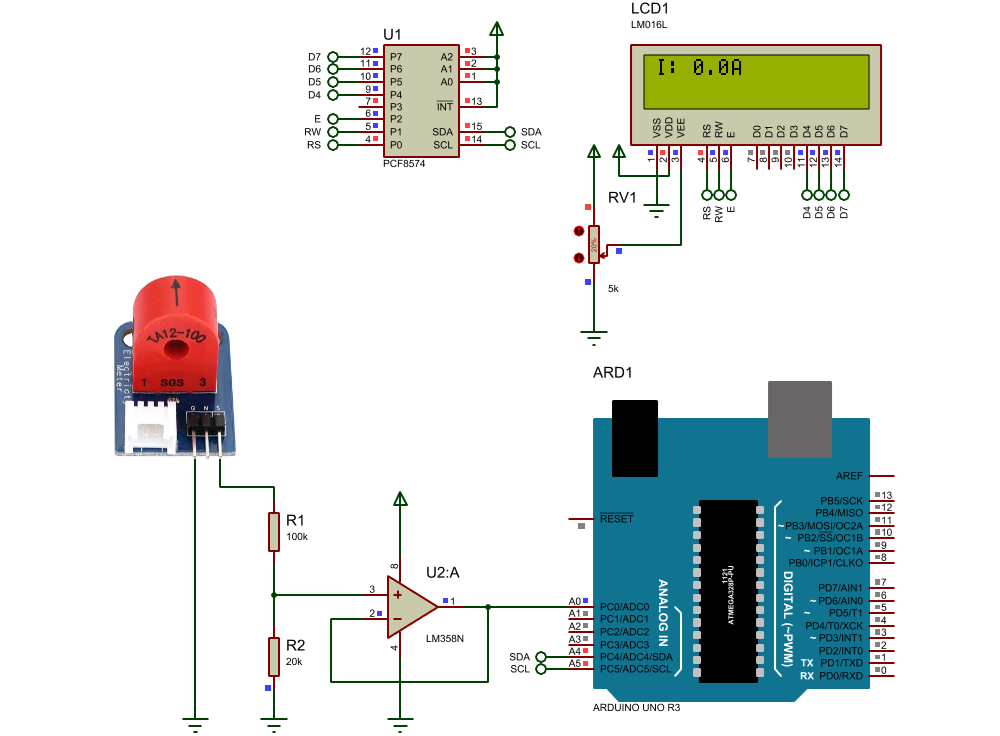 LCD1
LM016L
I: 0.0A
VSS
VDD
VEE
RS
RW
E
D0
D1
D2
D3
D4
D5
D6
D7
1
2
3
4
5
6
7
8
9
10
11
12
13
14
RS
RW
E
D4
D5
D6
D7
U1
D7 12 P7 A2 3
D6 11 P6 A1 2
D5 10 P5 A0 1
D4 9 P4
7 P3 INT 13
E 6 P2
RW 5 P1 SDA 15 SDA
RS 4 P0 SCL 14 SCL
PCF8574
RV1
20%
5k
TA12-100
1 SGS 3
Electricity
Meter
G N S
R1
100k
R2
20k
U2:A
3
2
1
8
4
LM358N
ARD1
AREF
PB5/SCK 13
PB4/MISO 12
~PB3/MOSI/OC2A 11
~ PB2/SS/OC1B 10
~ PB1/OC1A 9
PB0/ICP1/CLKO 8
PD7/AIN1 7
~ PD6/AIN0 6
~ PD5/T1 5
PD4/T0/XCK 4
~ PD3/INT1 3
PD2/INT0 2
TX PD1/TXD 1
RX PD0/RXD 0
RESET
A0 PC0/ADC0
A1 PC1/ADC1
A2 PC2/ADC2
A3 PC3/ADC3
SDA A4 PC4/ADC4/SDA
SCL A5 PC5/ADC5/SCL
ANALOG IN
1121
ATMEGA328P-PU
DIGITAL (~PWM)
ARDUINO UNO R3